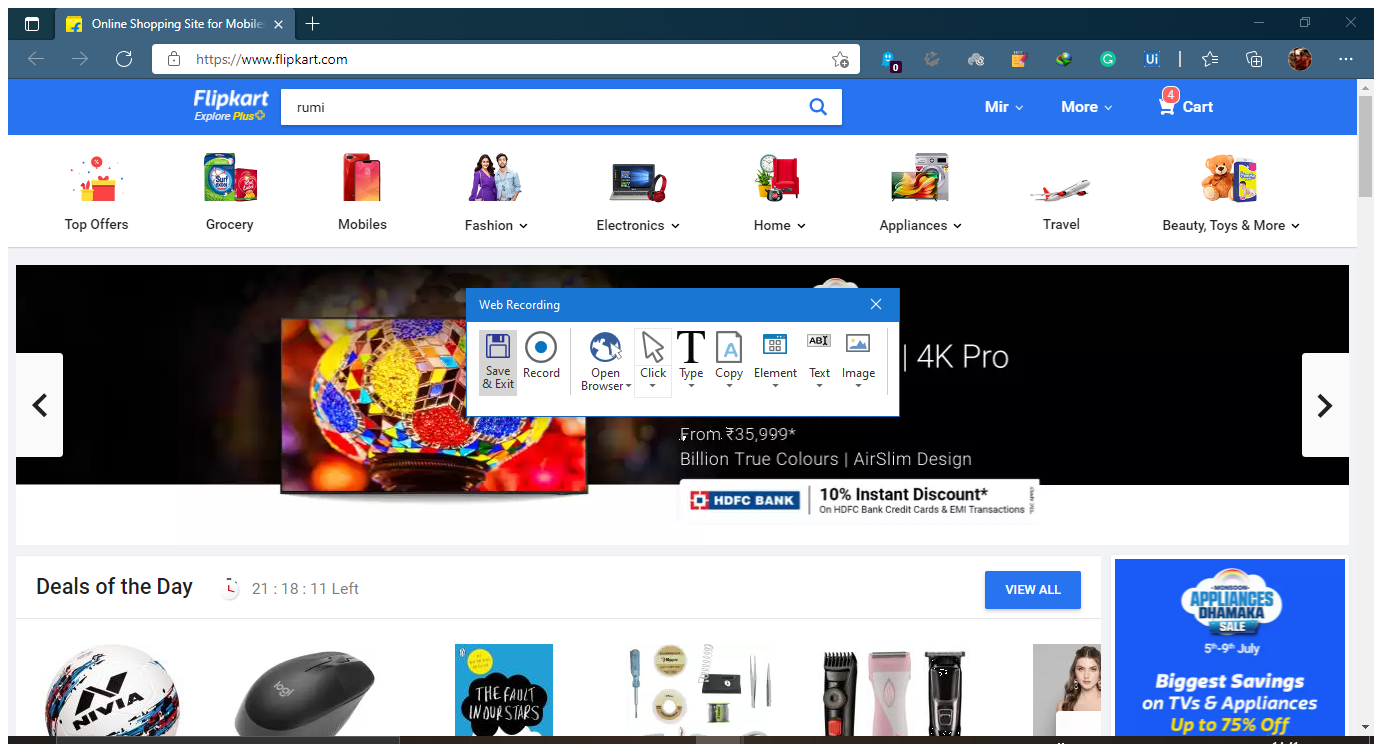 Online Shopping Site for Mobile
https://www.flipkart.com
0
Ui
Flipkart
Explore Plus
rumi
Mir
More
4
Cart
Top Offers
Grocery
Mobiles
Fashion
Electronics
Home
Appliances
Travel
Beauty, Toys & More
Web Recording
Save & Exit
Record
Open Browser
Click
Type
Copy
Element
Text
Image
| 4K Pro
From ₹35,999*
Billion True Colours | AirSlim Design
HDFC BANK
10% Instant Discount*
On HDFC Bank Credit Cards & EMI Transactions
Deals of the Day
21 : 18 : 11 Left
VIEW ALL
NIVIA
logi
THE FAULT
IN OUR STARS
MONSOON
APPLIANCES
DHAMAKA
SALE
5th-9th July
Biggest Savings
on TVs & Appliances
Up to 75% Off